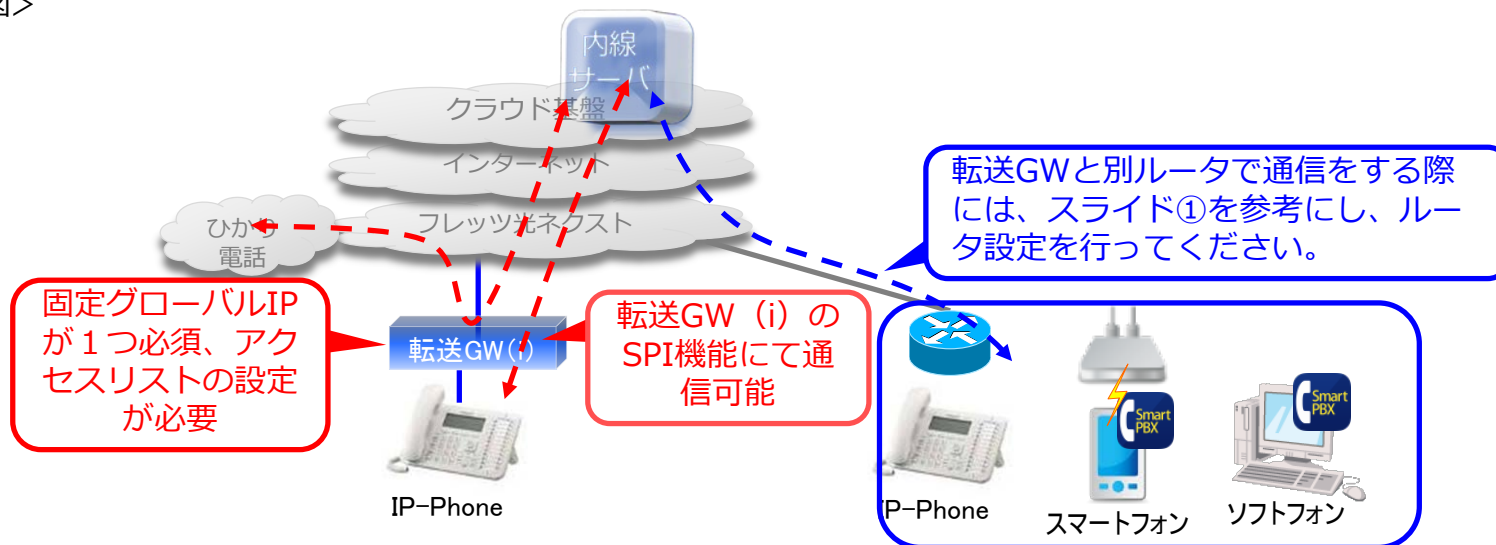 図>
内線
サーバ
クラウド基盤
インターネット
フレッツ光ネクスト
ひかり
電話
転送GWと別ルータで通信をする際
には、スライド①を参考にし、ルー
タ設定を行ってください。
固定グローバルIP
が１つ必須、アク
セスリストの設定
が必要
転送GW(i)
転送GW（i）の
SPI機能にて通
信可能
Smart
PBX
Smart
PBX
IP-Phone
IP-Phone
スマートフォン
ソフトフォン